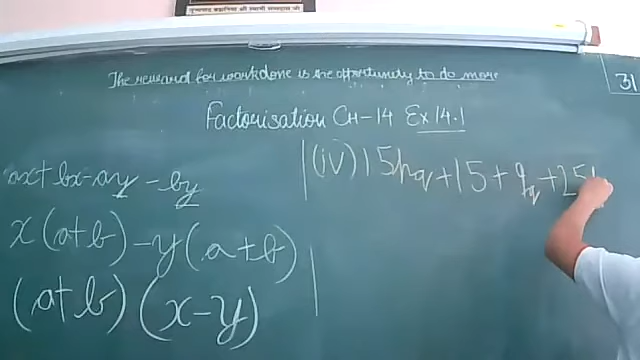 The reward for work done is the opportunity to do more
31
Factorisation CH-14 Ex 14.1
ax+bx-ay-by
x(a+b)-y(a+b)
(a+b)(x-y)
(iv) 15pq+15+9q+25